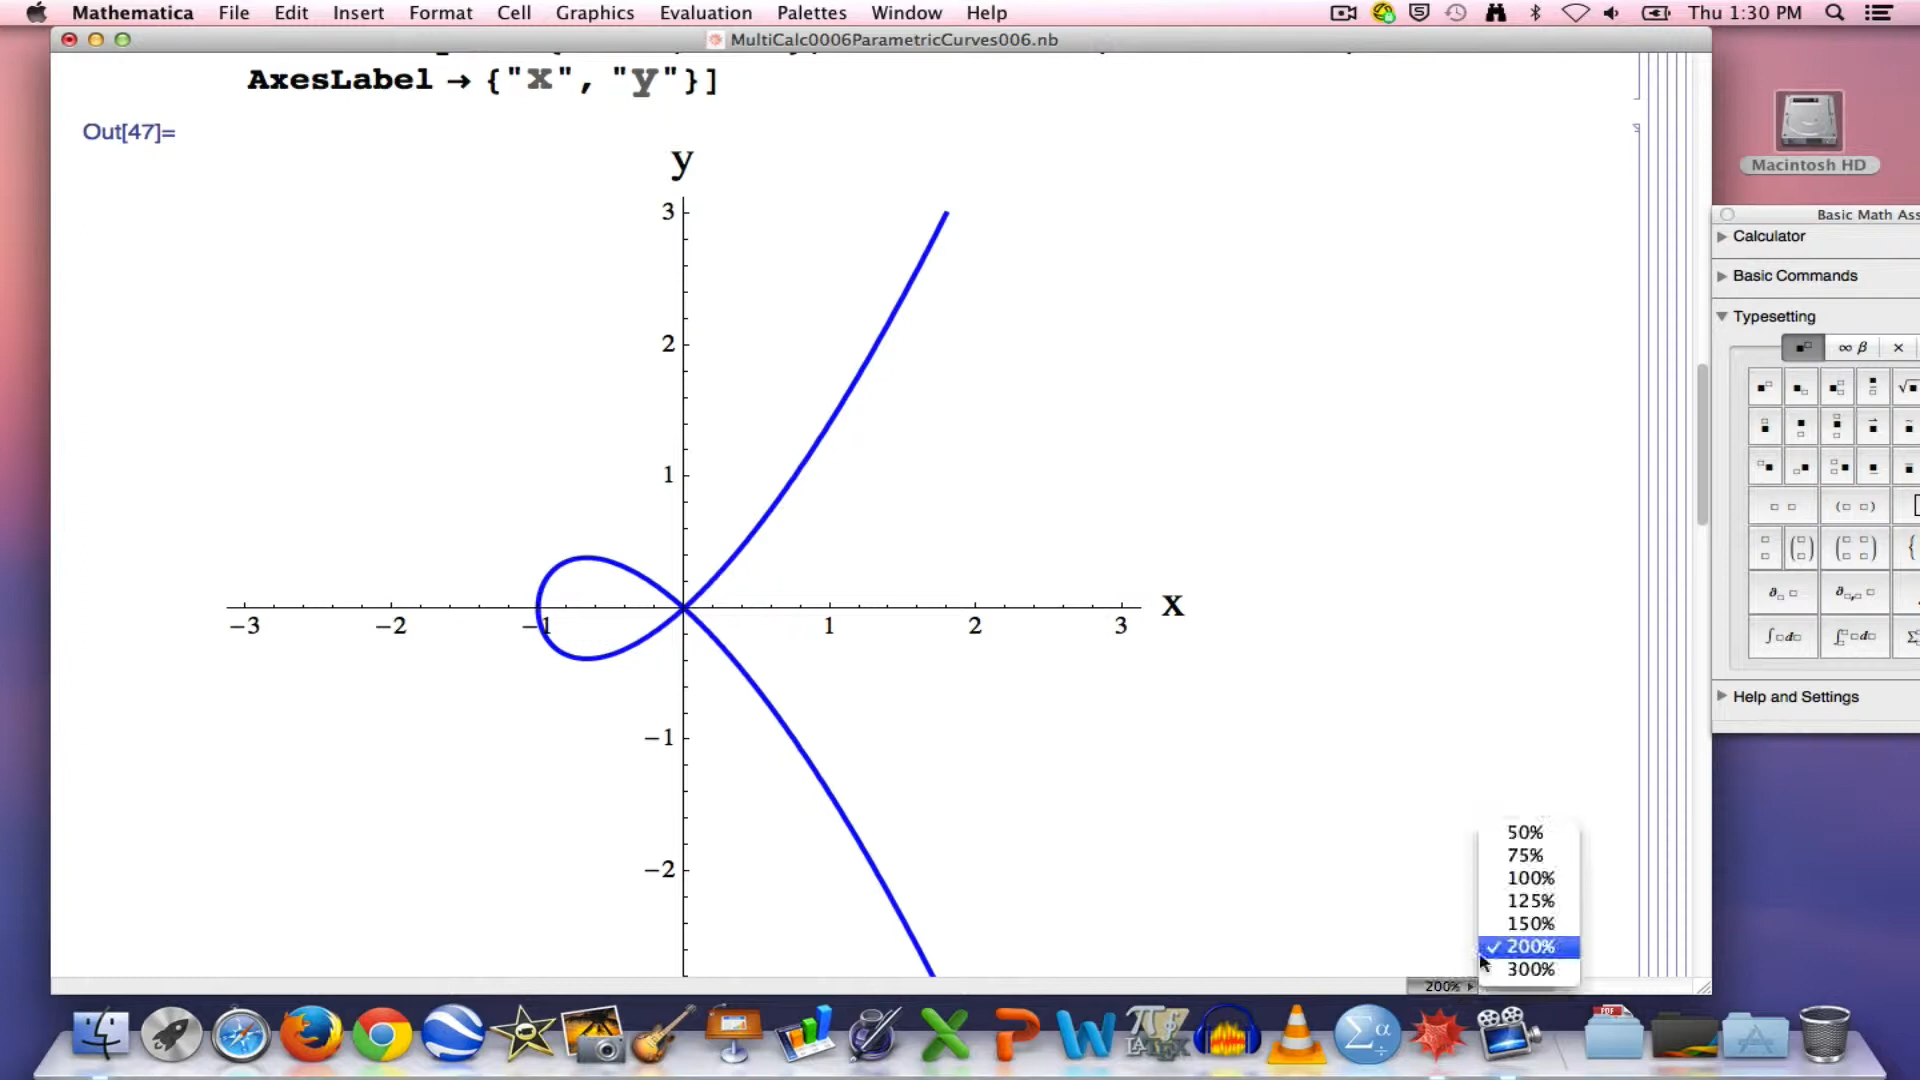 Mathematica File Edit Insert Format Cell Graphics Evaluation Palettes Window Help Thu 1:30 PM
MultiCalc0006ParametricCurves006.nb
AxesLabel → {"x", "y"}]
Out[47]=
y
3
2
1
−3 −2 −1 1 2 3 x
−1
−2
Macintosh HD
Basic Math Ass
Calculator
Basic Commands
Typesetting
∞ β
Help and Settings
50%
75%
100%
125%
150%
✓ 200%
300%
200%